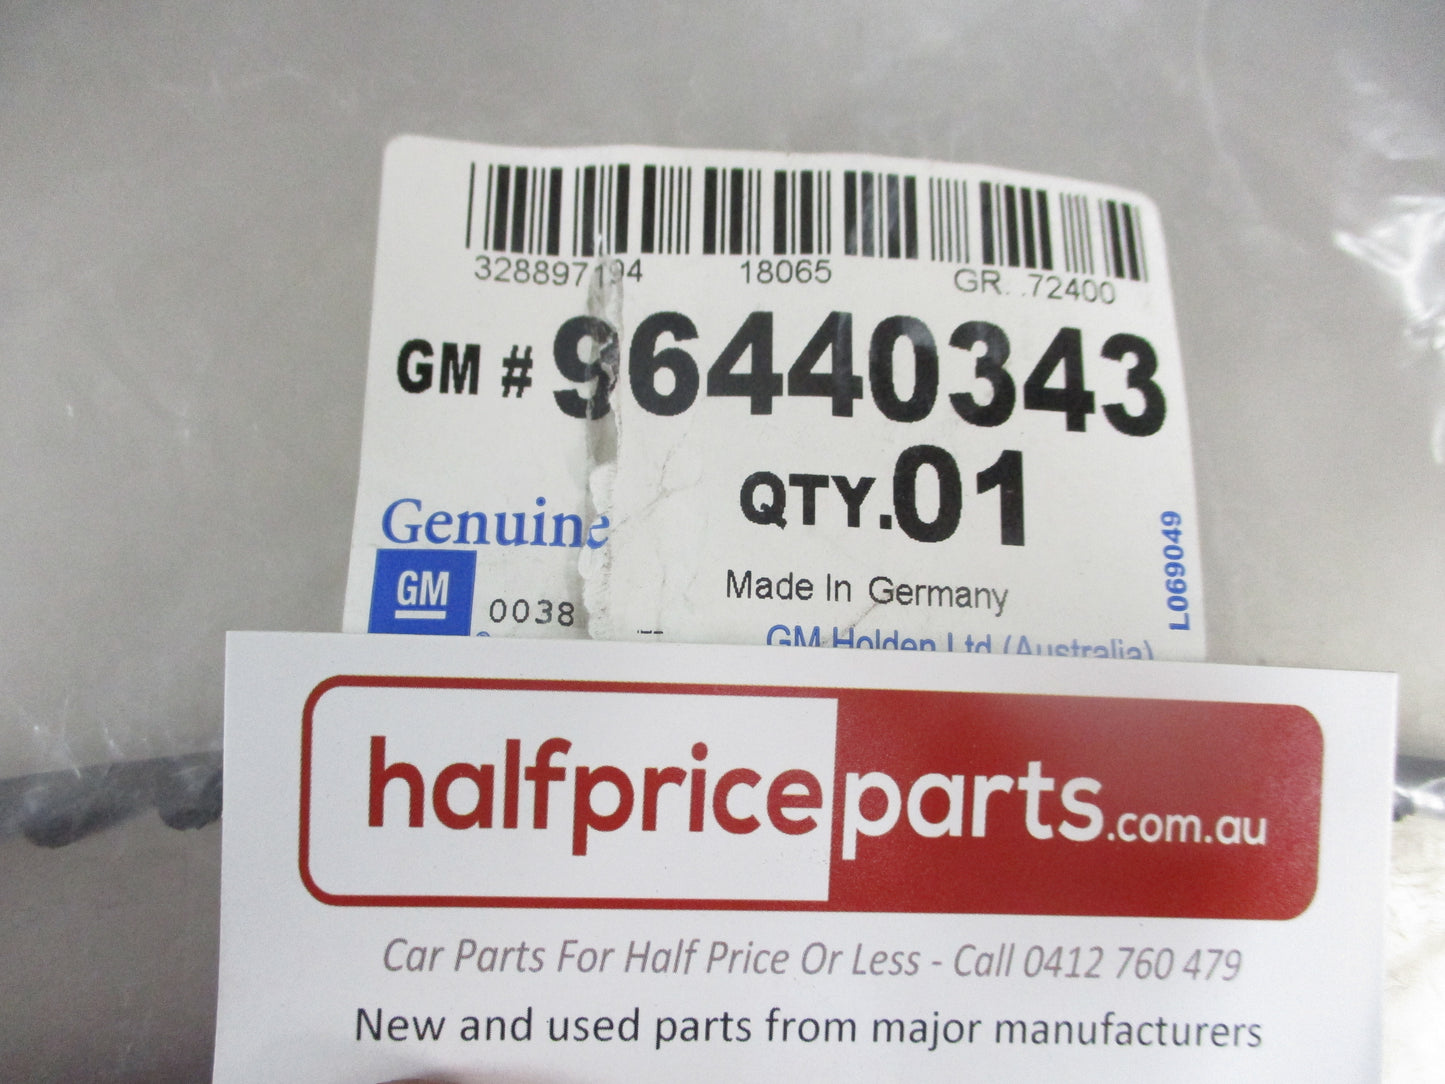 328897194 18065 GR. .72400
GM # 96440343
QTY.01
Genuine
GM
0038
Made In Germany
GM Holden Ltd (Australia)
L069049
halfpriceparts.com.au
Car Parts For Half Price Or Less - Call 0412 760 479
New and used parts from major manufacturers